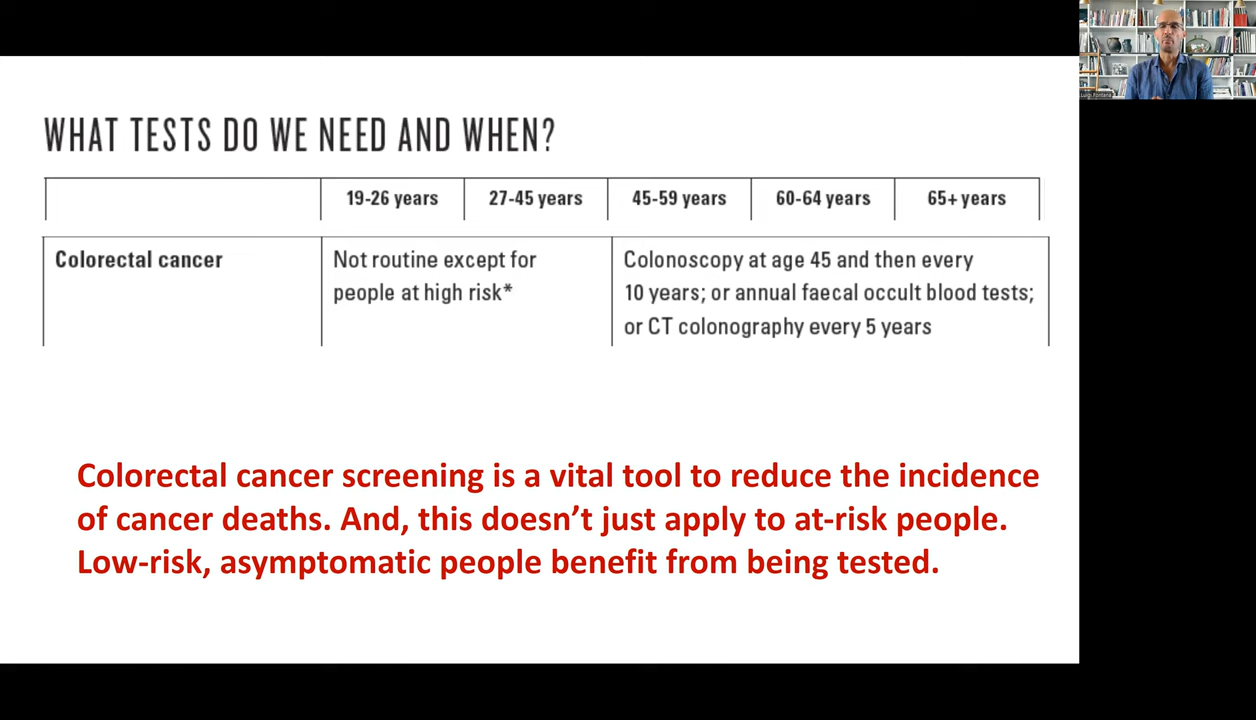 WHAT TESTS DO WE NEED AND WHEN?
19-26 years 27-45 years 45-59 years 60-64 years 65+ years
Colorectal cancer
Not routine except for
people at high risk*
Colonoscopy at age 45 and then every
10 years; or annual faecal occult blood tests;
or CT colonography every 5 years
Colorectal cancer screening is a vital tool to reduce the incidence
of cancer deaths. And, this doesn’t just apply to at-risk people.
Low-risk, asymptomatic people benefit from being tested.
Luigi Fontana